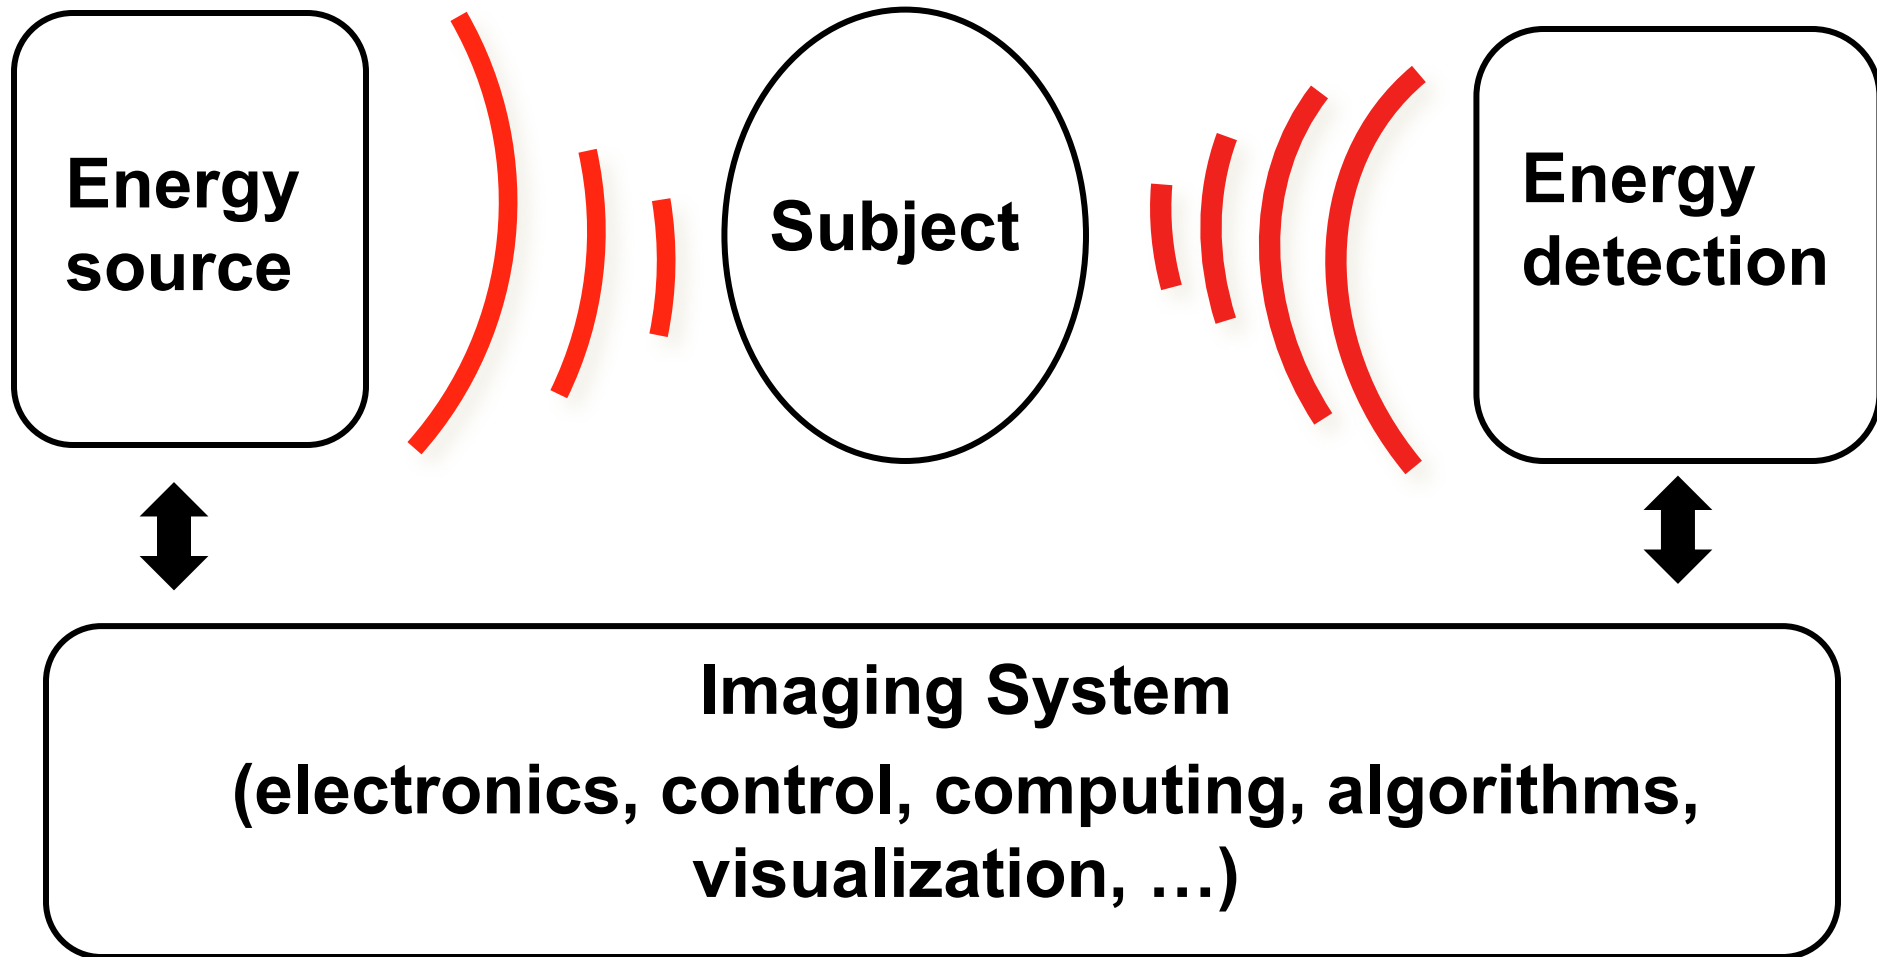 Energy
source
Subject
Energy
detection
Imaging System
(electronics, control, computing, algorithms,
visualization, …)